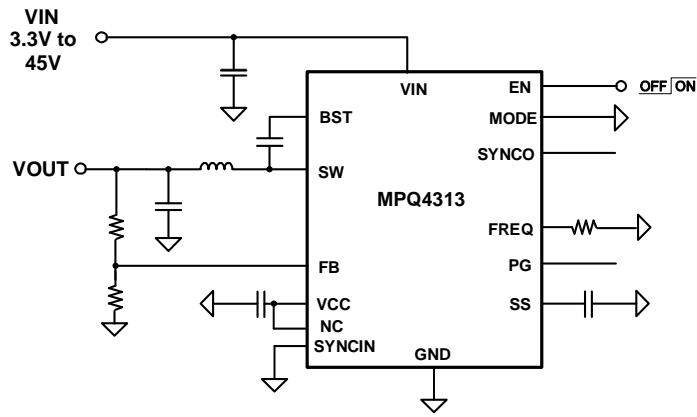 VIN
3.3V to
45V
VIN
EN
OFF ON
BST
MODE
SYNCO
VOUT
SW
MPQ4313
FREQ
FB
PG
VCC
SS
NC
SYNCIN
GND